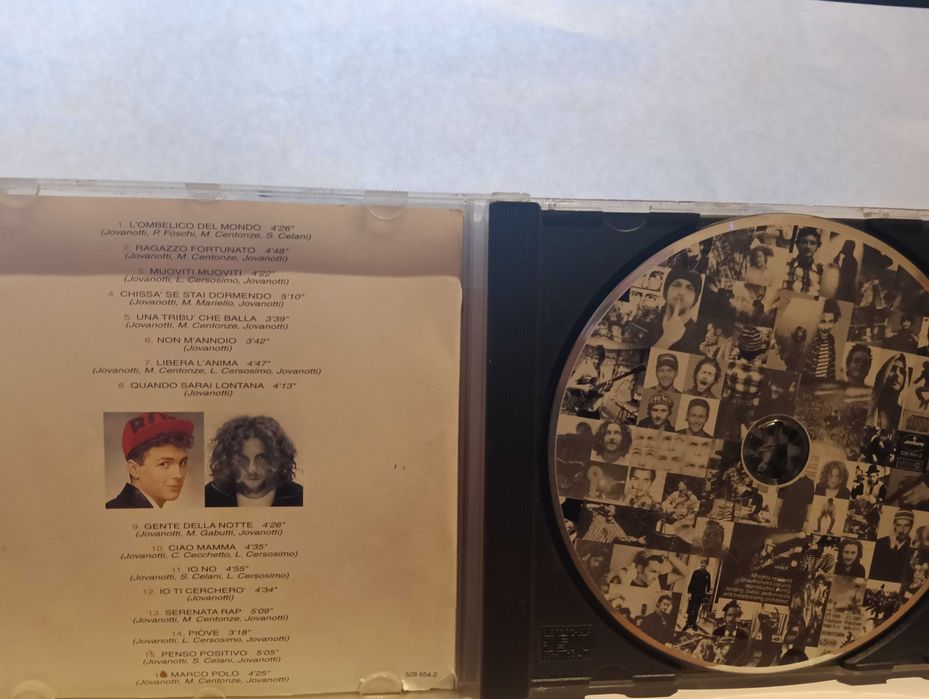 1. L'OMBELICO DEL MONDO 4'26"
(Jovanotti, P. Foschi, M. Centonze, S. Celani)
2. RAGAZZO FORTUNATO 4'48"
(Jovanotti, M. Centonze, Jovanotti)
3. MUOVITI MUOVITI 4'22"
(Jovanotti, L. Cersosimo, Jovanotti)
4. CHISSA' SE STAI DORMENDO 5'10"
(Jovanotti, M. Mariello, Jovanotti)
5. UNA TRIBU' CHE BALLA 3'39"
(Jovanotti, M. Centonze, Jovanotti)
6. NON M'ANNOIO 3'42"
(Jovanotti)
7. LIBERA L'ANIMA 4'47"
(Jovanotti, M. Centonze, L. Cersosimo, Jovanotti)
8. QUANDO SARAI LONTANA 4'13"
(Jovanotti)
9. GENTE DELLA NOTTE 4'26"
(Jovanotti, M. Gabutti, Jovanotti)
10. CIAO MAMMA 4'35"
(Jovanotti, C. Cecchetto, L. Cersosimo)
11. IO NO 4'55"
(Jovanotti, S. Celani, L. Cersosimo)
12. IO TI CERCHERO' 4'34"
(Jovanotti)
13. SERENATA RAP 5'09"
(Jovanotti, M. Centonze, Jovanotti)
14. PIOVE 3'18"
(Jovanotti, L. Cersosimo, Jovanotti)
15. PENSO POSITIVO 5'05"
(Jovanotti, S. Celani, Jovanotti)
MARCO POLO 4'25"
(Jovanotti, M. Centonze, Jovanotti)
528 654-2
528 654-2